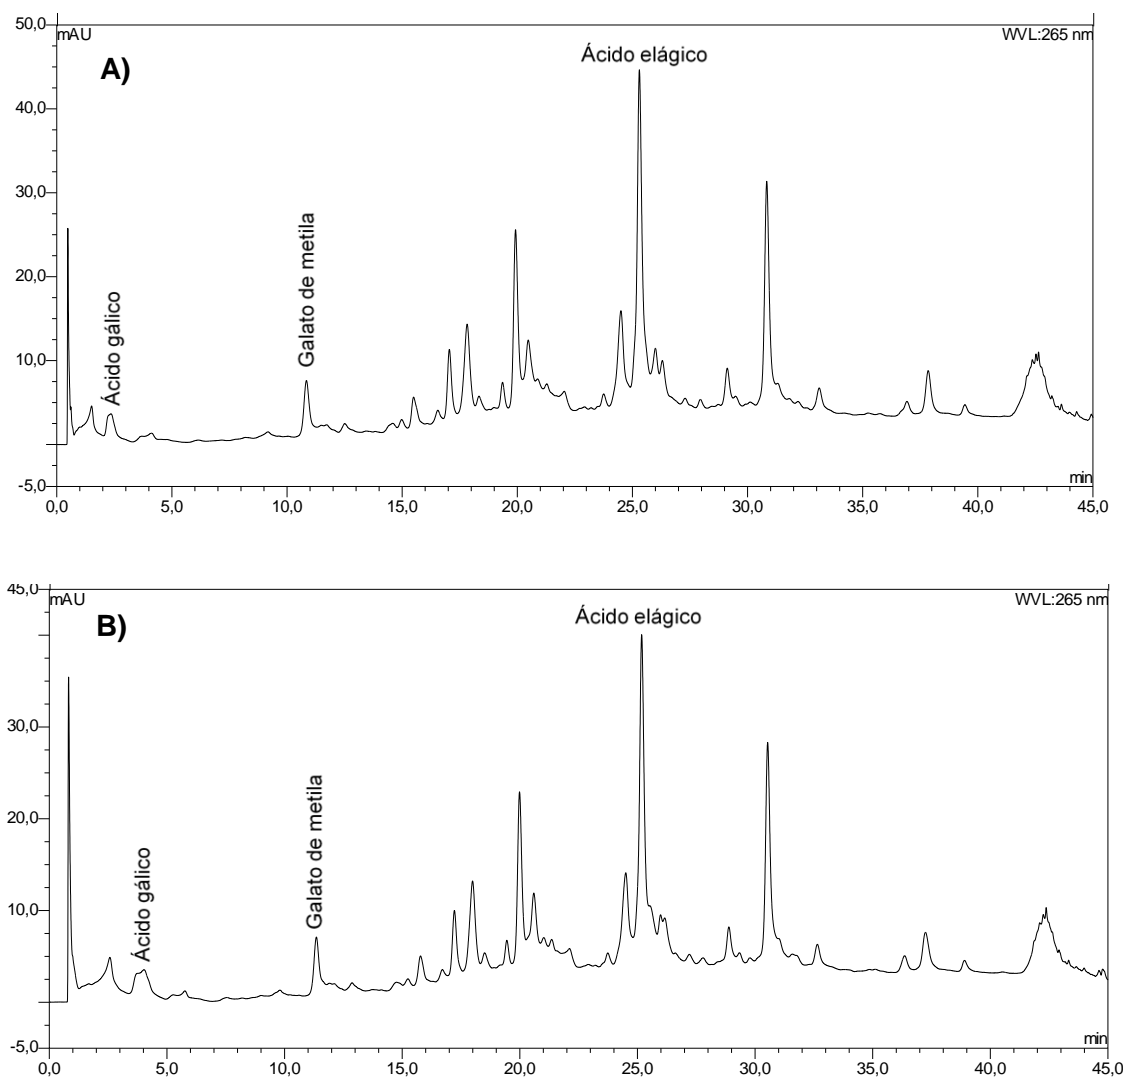 50,0
mAU
WVL:265 nm
A)
Ácido elágico
40,0
30,0
Galato de metila
20,0
Ácido gálico
10,0
-5,0
min
0,0 5,0 10,0 15,0 20,0 25,0 30,0 35,0 40,0 45,0
45,0
mAU
WVL:265 nm
B)
Ácido elágico
30,0
Galato de metila
20,0
Ácido gálico
10,0
-5,0
min
0,0 5,0 10,0 15,0 20,0 25,0 30,0 35,0 40,0 45,0